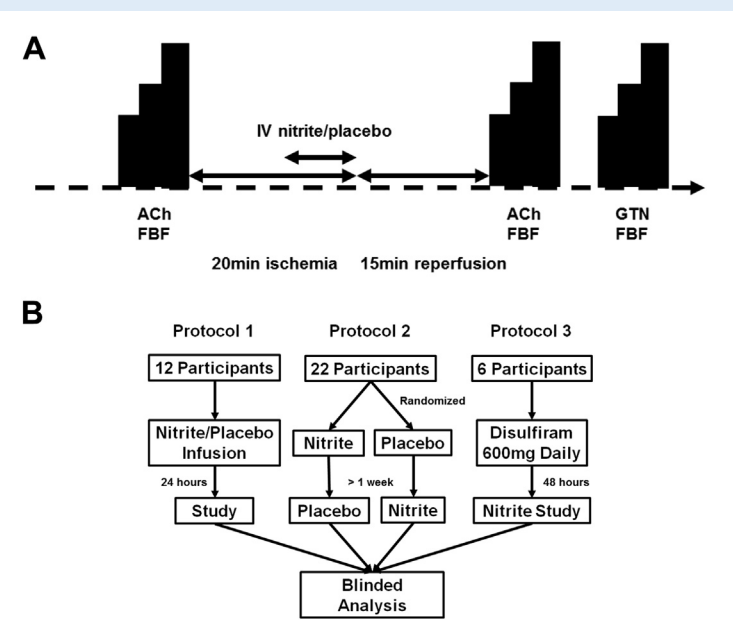 A
IV nitrite/placebo
ACh
FBF
ACh
FBF
GTN
FBF
20min ischemia
15min reperfusion
B
Protocol 1
Protocol 2
Protocol 3
12 Participants
22 Participants
6 Participants
Randomized
Nitrite/Placebo
Infusion
Nitrite
Placebo
Disulfiram
600mg Daily
24 hours
> 1 week
48 hours
Study
Placebo
Nitrite
Nitrite Study
Blinded
Analysis